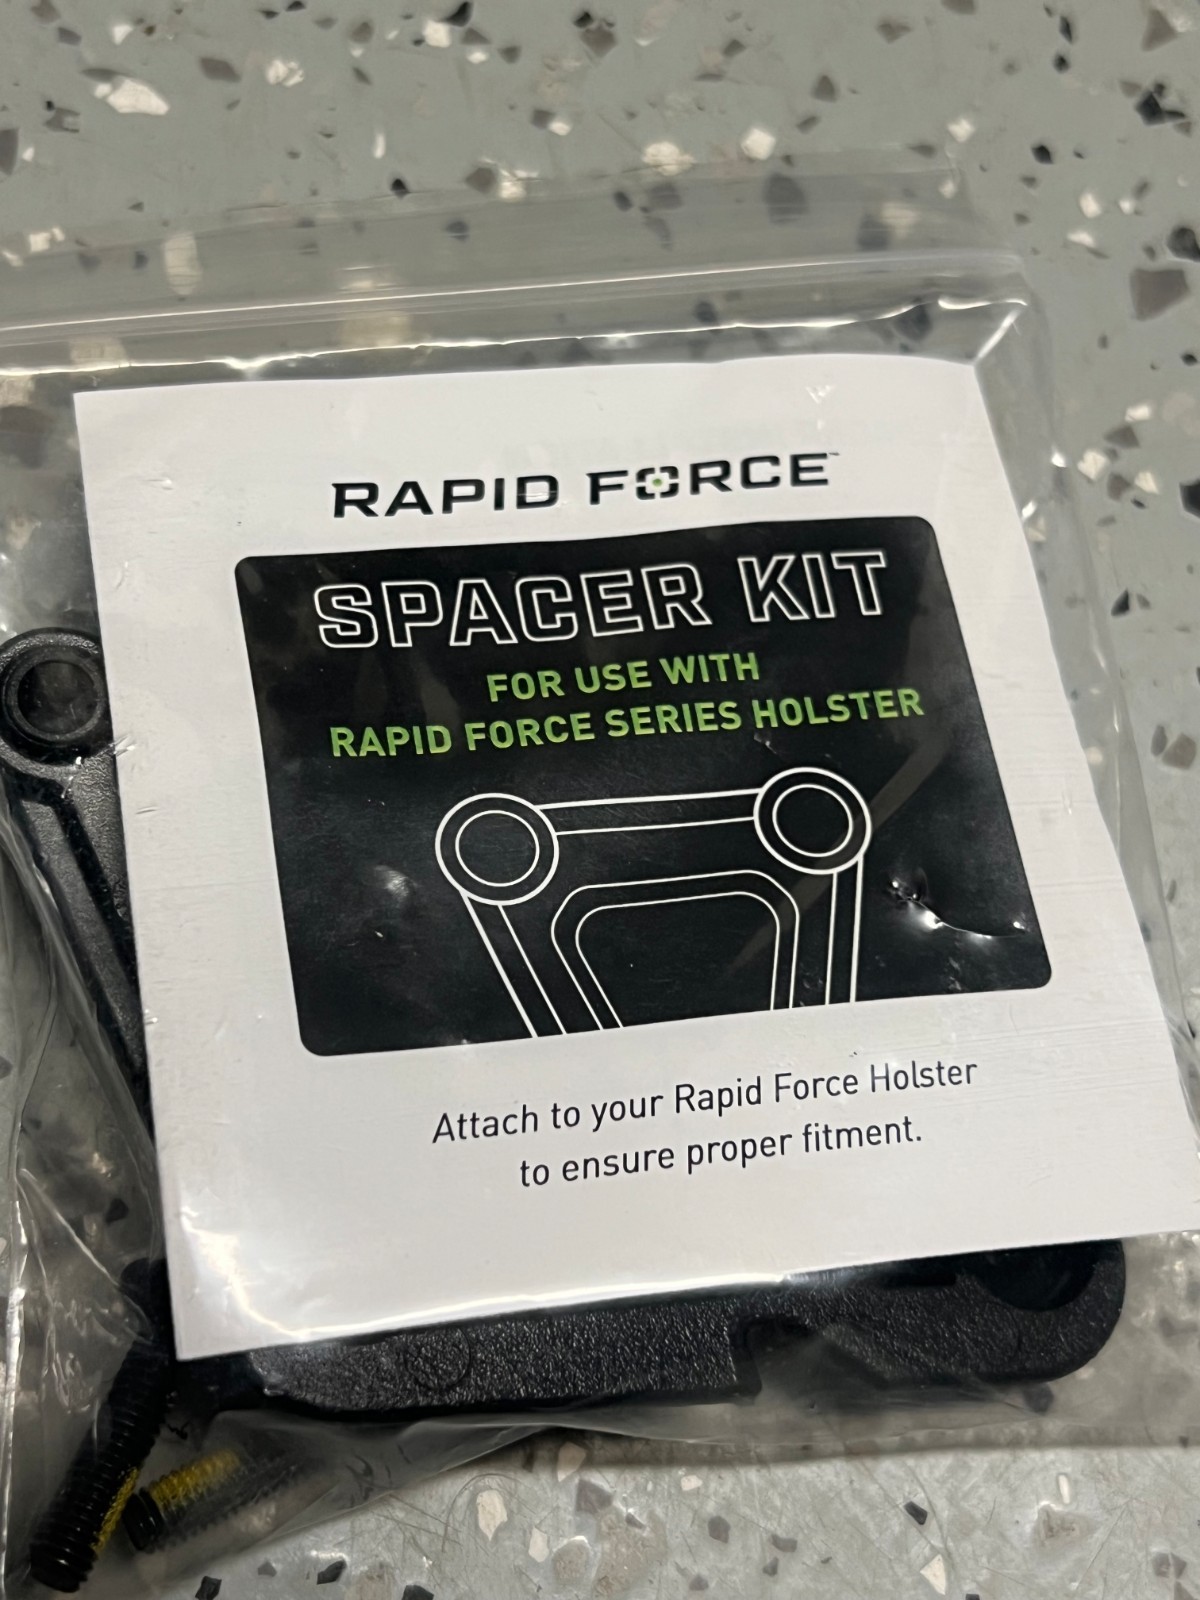 RAPID FORCE™
SPACER KIT
FOR USE WITH
RAPID FORCE SERIES HOLSTER
Attach to your Rapid Force Holster
to ensure proper fitment.